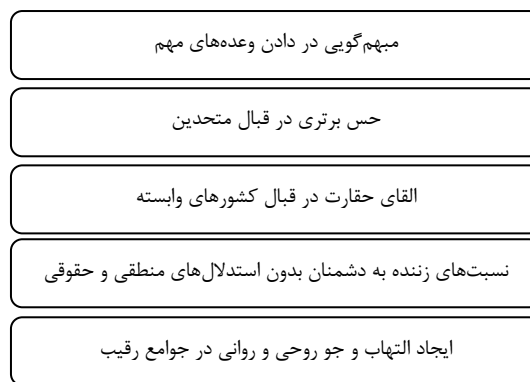 مبهم‌گویی در دادن وعده‌های مهم
حس برتری در قبال متحدین
القای حقارت در قبال کشورهای وابسته
نسبت‌های زننده به دشمنان بدون استدلال‌های منطقی و حقوقی
ایجاد التهاب و جو روحی و روانی در جوامع رقیب